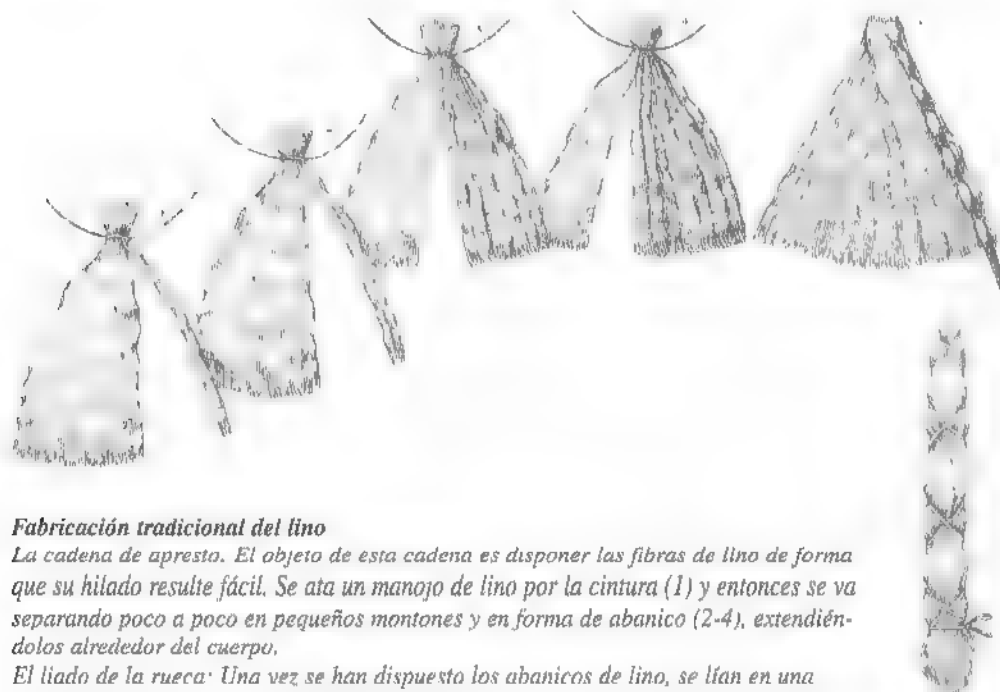 Fabricación tradicional del lino
La cadena de apresto. El objeto de esta cadena es disponer las fibras de lino de forma
que su hilado resulte fácil. Se ata un manojo de lino por la cintura (1) y entonces se va
separando poco a poco en pequeños montones y en forma de abanico (2-4), extendién-
dolos alrededor del cuerpo.
El liado de la rueca: Una vez se han dispuesto los abanicos de lino, se lían en una